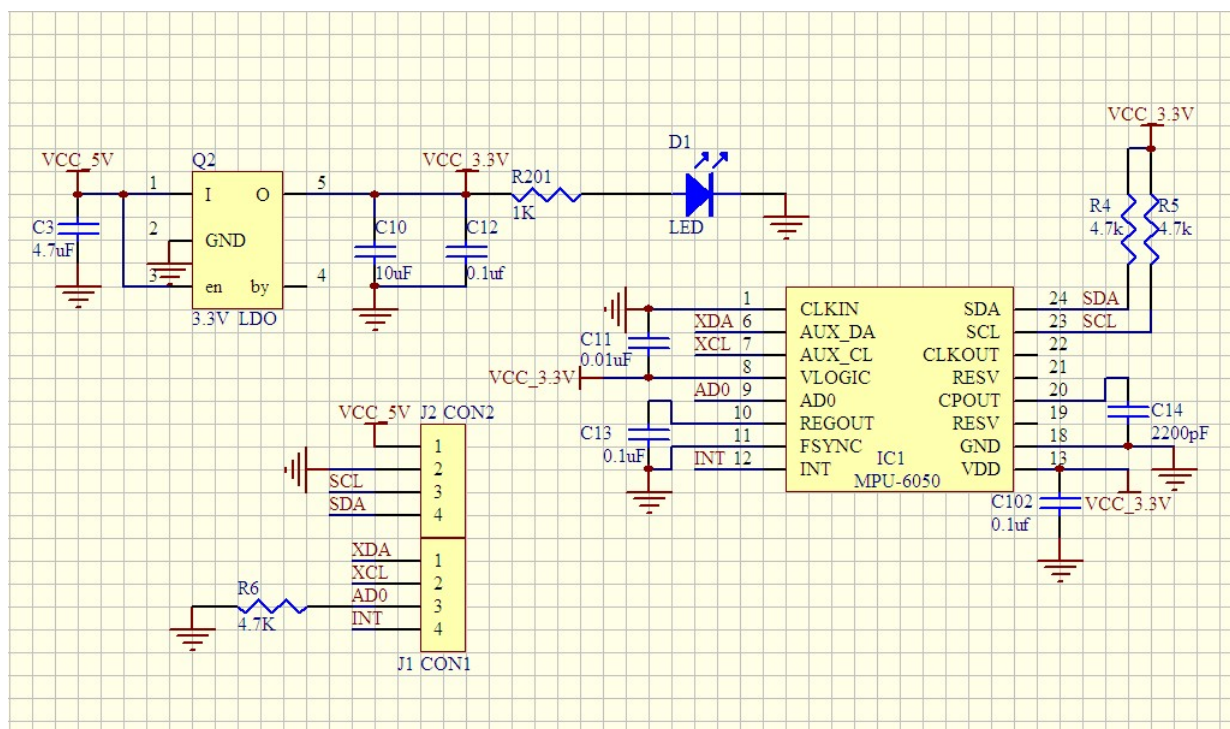 VCC_5V
Q2
1
I
O
5
C3
4.7uF
2
GND
3
en
by
4
3.3V LDO
VCC_3.3V
C10
10uF
C12
0.1uf
R201
1K
D1
LED
VCC_3.3V
R4
4.7k
R5
4.7k
1
CLKIN
XDA
6
AUX_DA
XCL
7
AUX_CL
8
VLOGIC
AD0
9
AD0
10
REGOUT
11
FSYNC
INT
12
INT
SDA
24
SDA
SCL
23
SCL
CLKOUT
22
RESV
21
CPOUT
20
RESV
19
GND
18
VDD
13
IC1
MPU-6050
C11
0.01uF
VCC_3.3V
C13
0.1uF
C14
2200pF
C102
0.1uf
VCC_3.3V
VCC_5V
J2 CON2
1
2
SCL
3
SDA
4
XDA
1
XCL
2
AD0
3
INT
4
R6
4.7K
J1 CON1